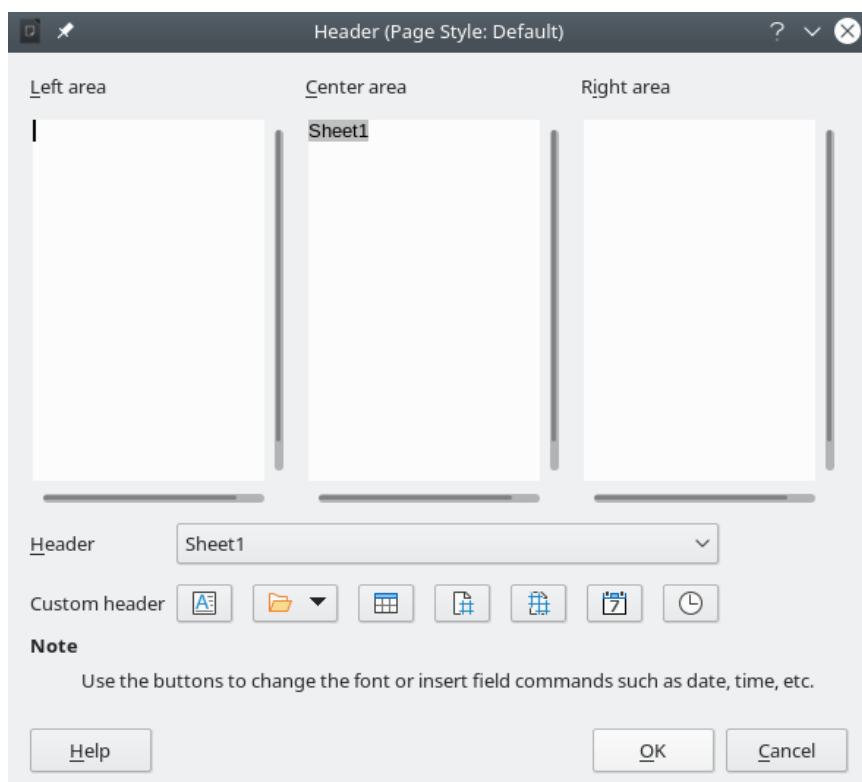 Header (Page Style: Default)
?
Left area
Center area
Right area
Sheet1
Header
Sheet1
Custom header
A
7
Note
Use the buttons to change the font or insert field commands such as date, time, etc.
Help
OK
Cancel